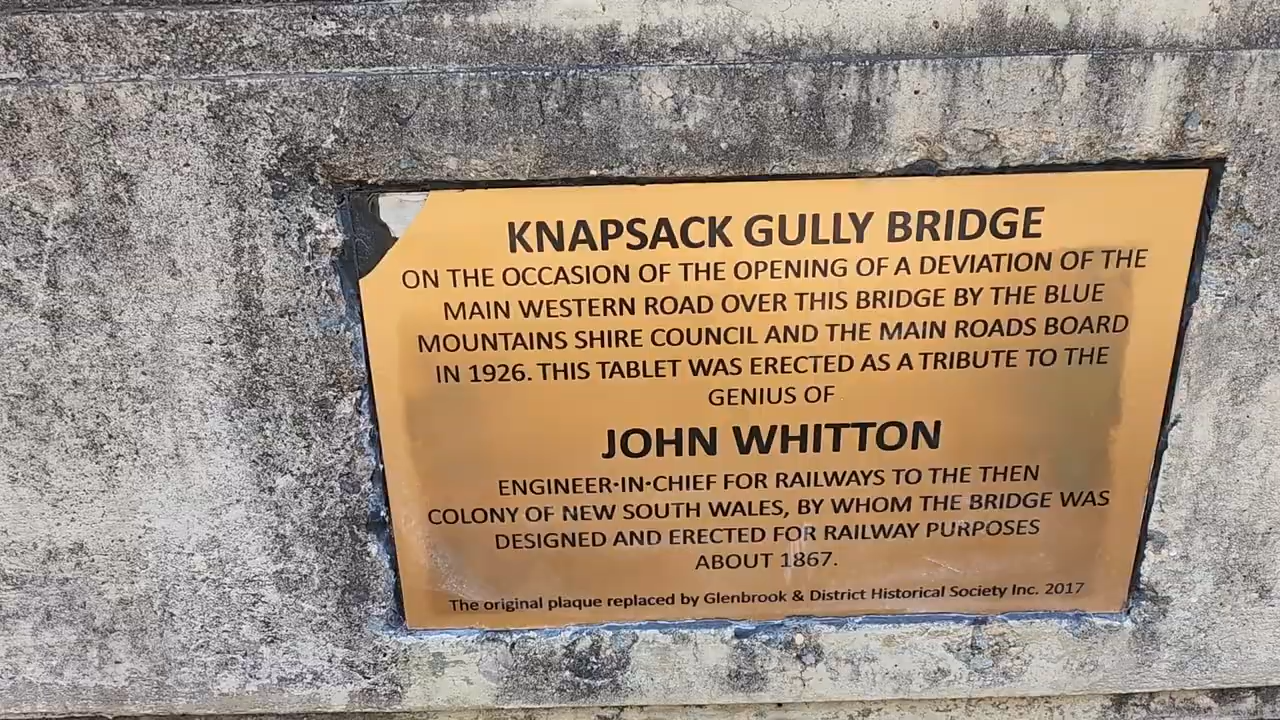 KNAPSACK GULLY BRIDGE
ON THE OCCASION OF THE OPENING OF A DEVIATION OF THE
MAIN WESTERN ROAD OVER THIS BRIDGE BY THE BLUE
MOUNTAINS SHIRE COUNCIL AND THE MAIN ROADS BOARD
IN 1926. THIS TABLET WAS ERECTED AS A TRIBUTE TO THE
GENIUS OF
JOHN WHITTON
ENGINEER·IN·CHIEF FOR RAILWAYS TO THE THEN
COLONY OF NEW SOUTH WALES, BY WHOM THE BRIDGE WAS
DESIGNED AND ERECTED FOR RAILWAY PURPOSES
ABOUT 1867.
The original plaque replaced by Glenbrook & District Historical Society Inc. 2017